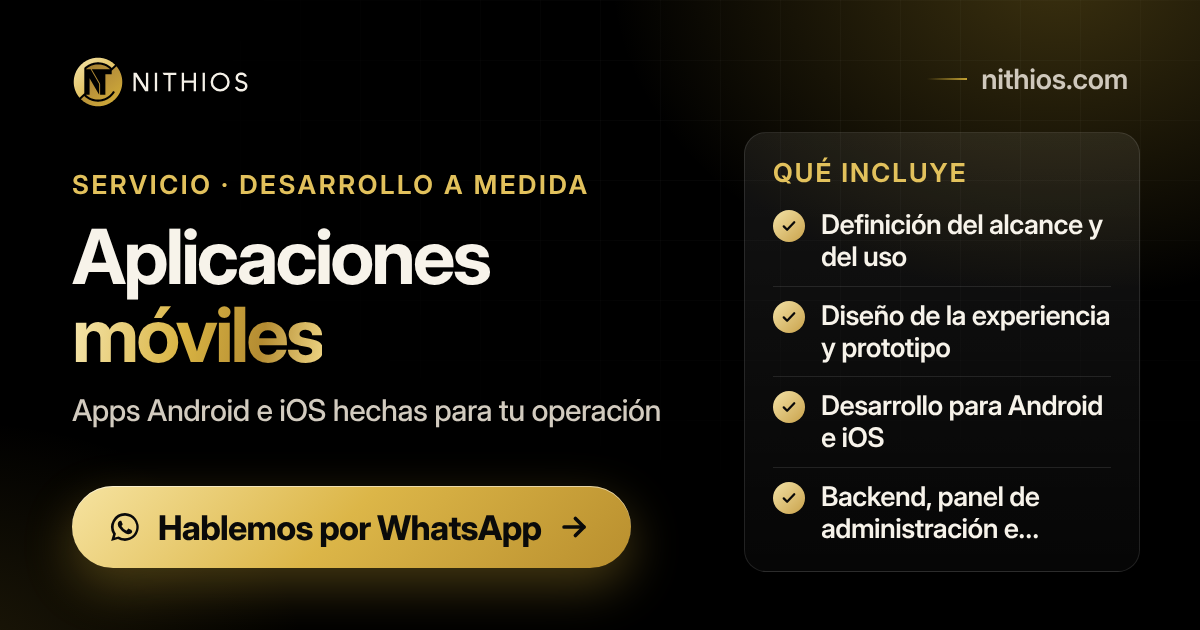 NITHIOS
nithios.com
SERVICIO · DESARROLLO A MEDIDA
Aplicaciones
móviles
Apps Android e iOS hechas para tu operación
Hablemos por WhatsApp
QUÉ INCLUYE
Definición del alcance y
del uso
Diseño de la experiencia
y prototipo
Desarrollo para Android
e iOS
Backend, panel de
administración e...